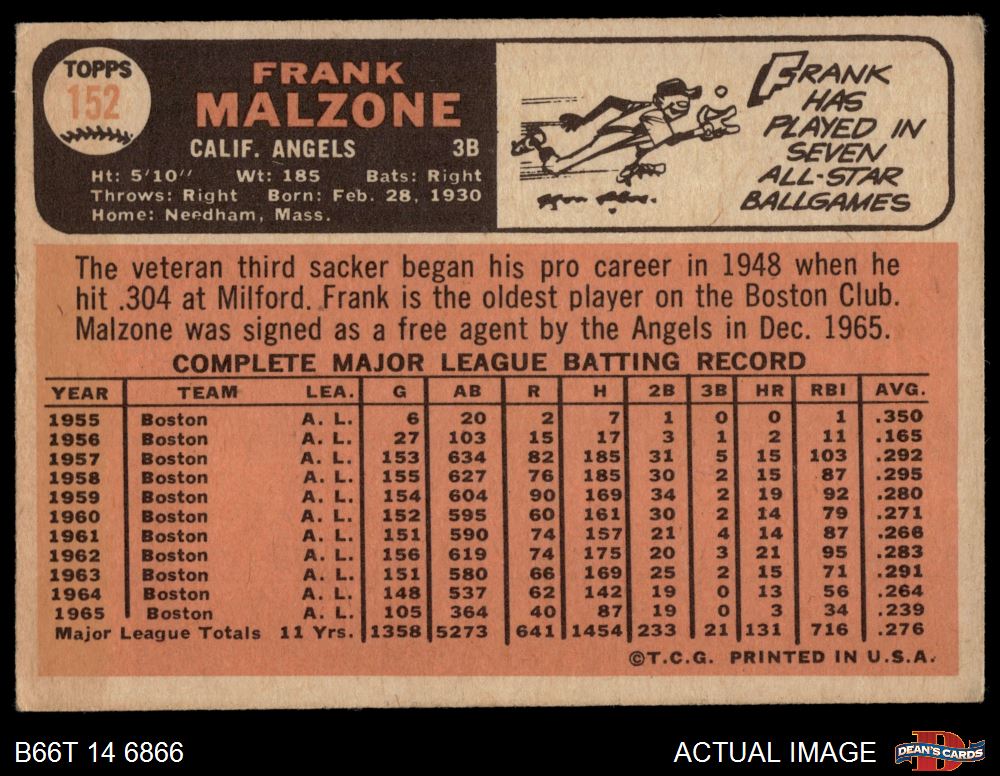 TOPPS
152
FRANK
MALZONE
CALIF. ANGELS 3B
Ht: 5'10" Wt: 185 Bats: Right
Throws: Right Born: Feb. 28, 1930
Home: Needham, Mass.
FRANK
HAS
PLAYED IN
SEVEN
ALL-STAR
BALLGAMES
The veteran third sacker began his pro career in 1948 when he
hit .304 at Milford. Frank is the oldest player on the Boston Club.
Malzone was signed as a free agent by the Angels in Dec. 1965.
COMPLETE MAJOR LEAGUE BATTING RECORD
YEAR TEAM LEA. G AB R H 2B 3B HR RBI AVG.
1955 Boston A. L. 6 20 2 7 1 0 0 1 .350
1956 Boston A. L. 27 103 15 17 3 1 2 11 .165
1957 Boston A. L. 153 634 82 185 31 5 15 103 .292
1958 Boston A. L. 155 627 76 185 30 2 15 87 .295
1959 Boston A. L. 154 604 90 169 34 2 19 92 .280
1960 Boston A. L. 152 595 60 161 30 2 14 79 .271
1961 Boston A. L. 151 590 74 157 21 4 14 87 .266
1962 Boston A. L. 156 619 74 175 20 3 21 95 .283
1963 Boston A. L. 151 580 66 169 25 2 15 71 .291
1964 Boston A. L. 148 537 62 142 19 0 13 56 .264
1965 Boston A. L. 105 364 40 87 19 0 3 34 .239
Major League Totals 11 Yrs. 1358 5273 641 1454 233 21 131 716 .276
©T.C.G. PRINTED IN U.S.A.
B66T 14 6866
ACTUAL IMAGE
DEAN'S CARDS